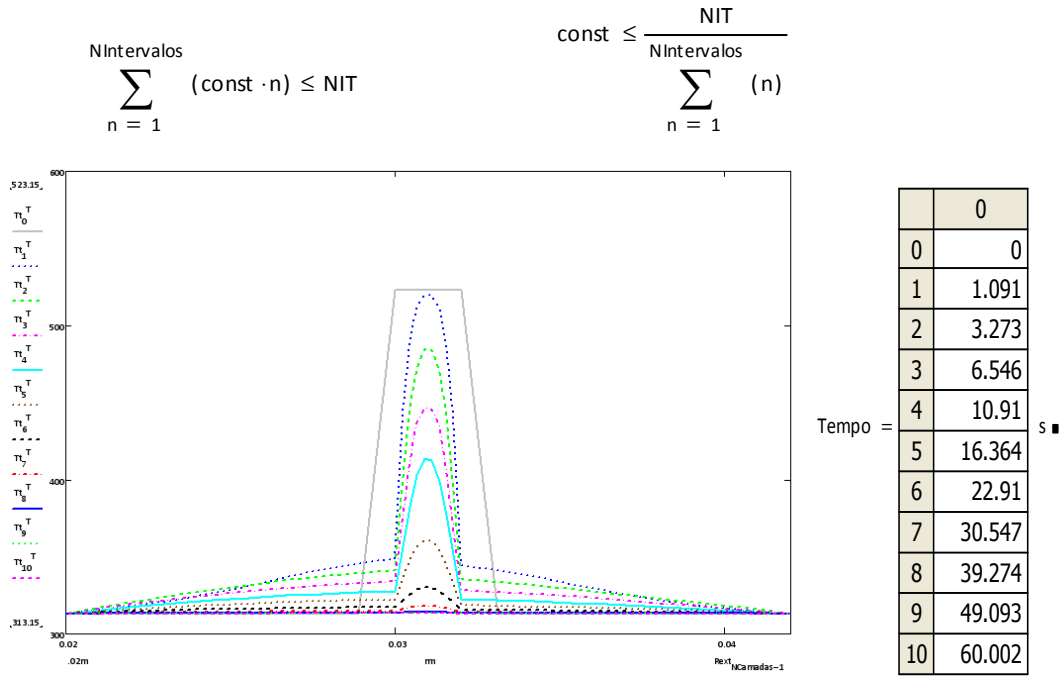 NIntervalos
∑ (const · n) ≤ NIT
n = 1
const ≤ NIT
NIntervalos
∑ (n)
n = 1
523.15
Tt₀ᵀ
Tt₁ᵀ
Tt₂ᵀ
Tt₃ᵀ
Tt₄ᵀ
Tt₅ᵀ
Tt₆ᵀ
Tt₇ᵀ
Tt₈ᵀ
Tt₉ᵀ
Tt₁₀ᵀ
313.15
600
500
400
300
0.02 0.03 0.04
.02m rm Rext NCamadas−1
Tempo =
0
0 0
1 1.091
2 3.273
3 6.546
4 10.91
5 16.364
6 22.91
7 30.547
8 39.274
9 49.093
10 60.002
s